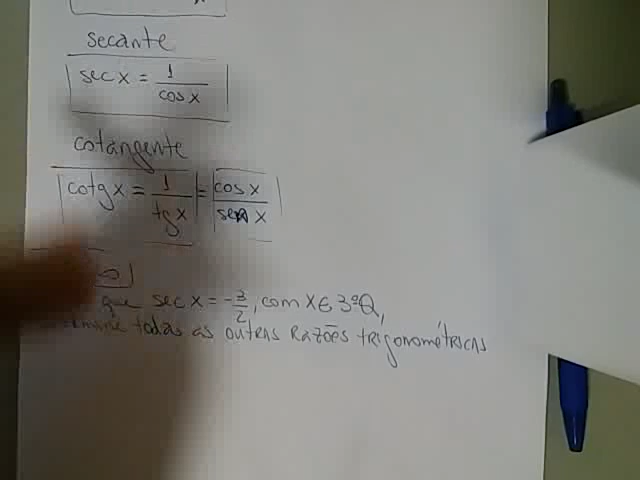 secante
sec x = 1/cos x
cotangente
cotg x = 1/tg x = cos x/sen x
que sec x = -3/2, com x ∈ 3ºQ,
todas as outras razões trigonométricas